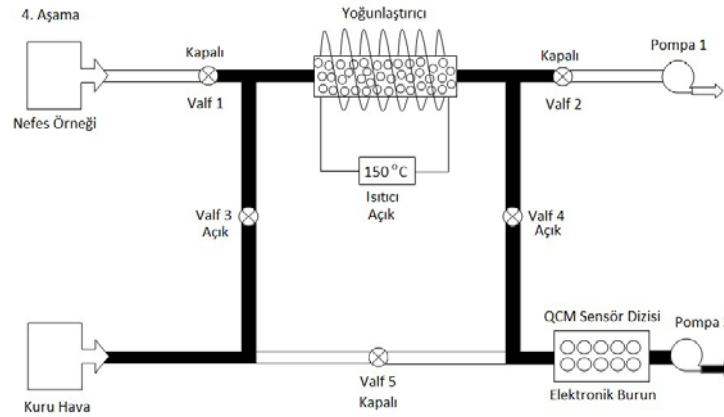 4. Aşama
Yoğunlaştırıcı
Kapalı
Kapalı
Pompa 1
Valf 1
Valf 2
Nefes Örneği
150 °C
Isıtıcı
Açık
Valf 3
Açık
Valf 4
Açık
QCM Sensör Dizisi
Pompa
Valf 5
Kapalı
Elektronik Burun
Kuru Hava